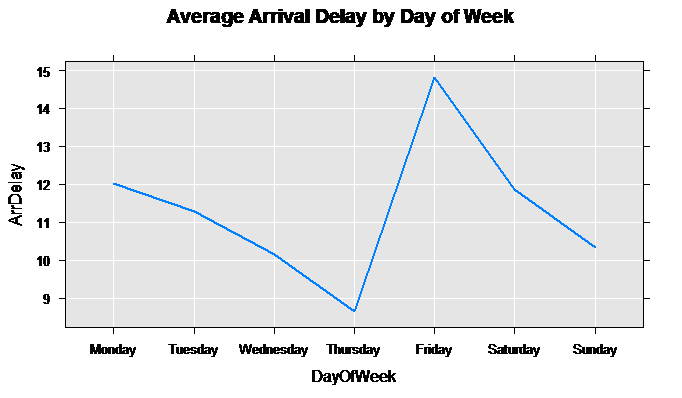 Average Arrival Delay by Day of Week
15
14
13
12
11
10
9
ArrDelay
Monday Tuesday Wednesday Thursday Friday Saturday Sunday
DayOfWeek